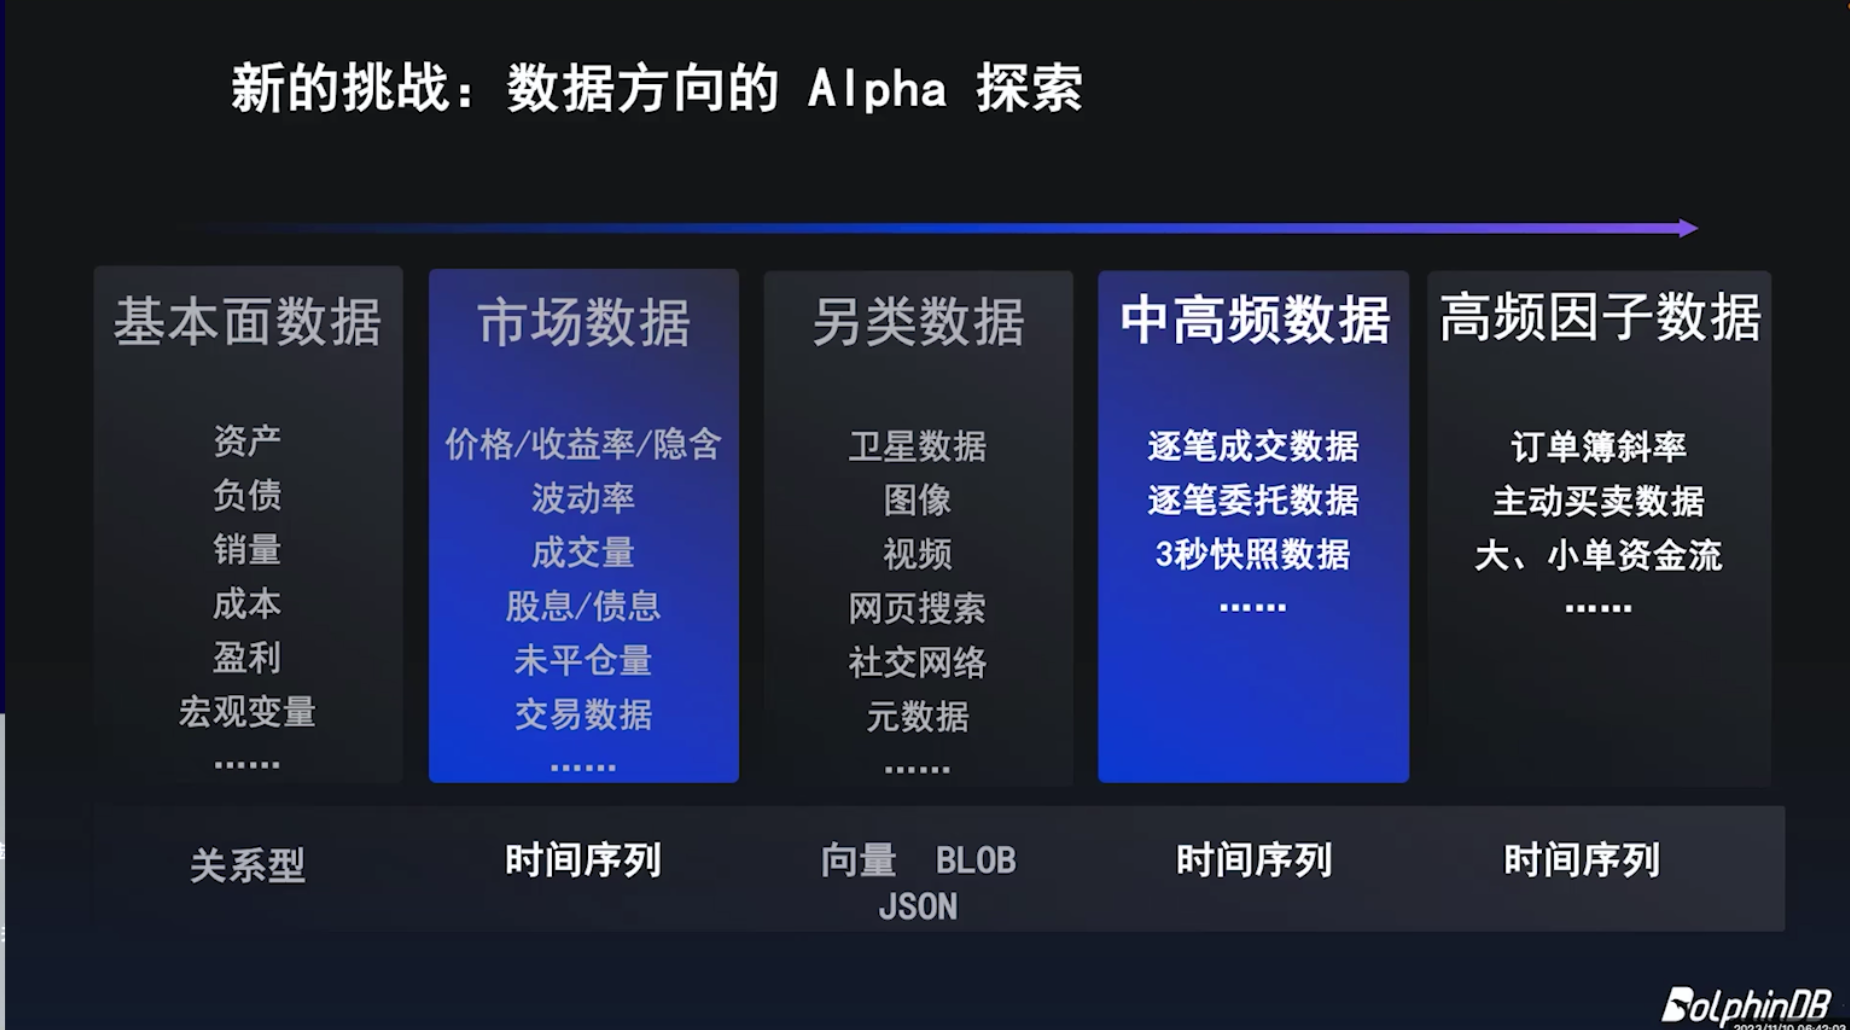 新的挑战：数据方向的 Alpha 探索
基本面数据
资产
负债
销量
成本
盈利
宏观变量
……
市场数据
价格/收益率/隐含
波动率
成交量
股息/债息
未平仓量
交易数据
……
另类数据
卫星数据
图像
视频
网页搜索
社交网络
元数据
……
中高频数据
逐笔成交数据
逐笔委托数据
3秒快照数据
……
高频因子数据
订单簿斜率
主动买卖数据
大、小单资金流
……
关系型
时间序列
向量 BLOB
JSON
时间序列
时间序列
DolphinDB